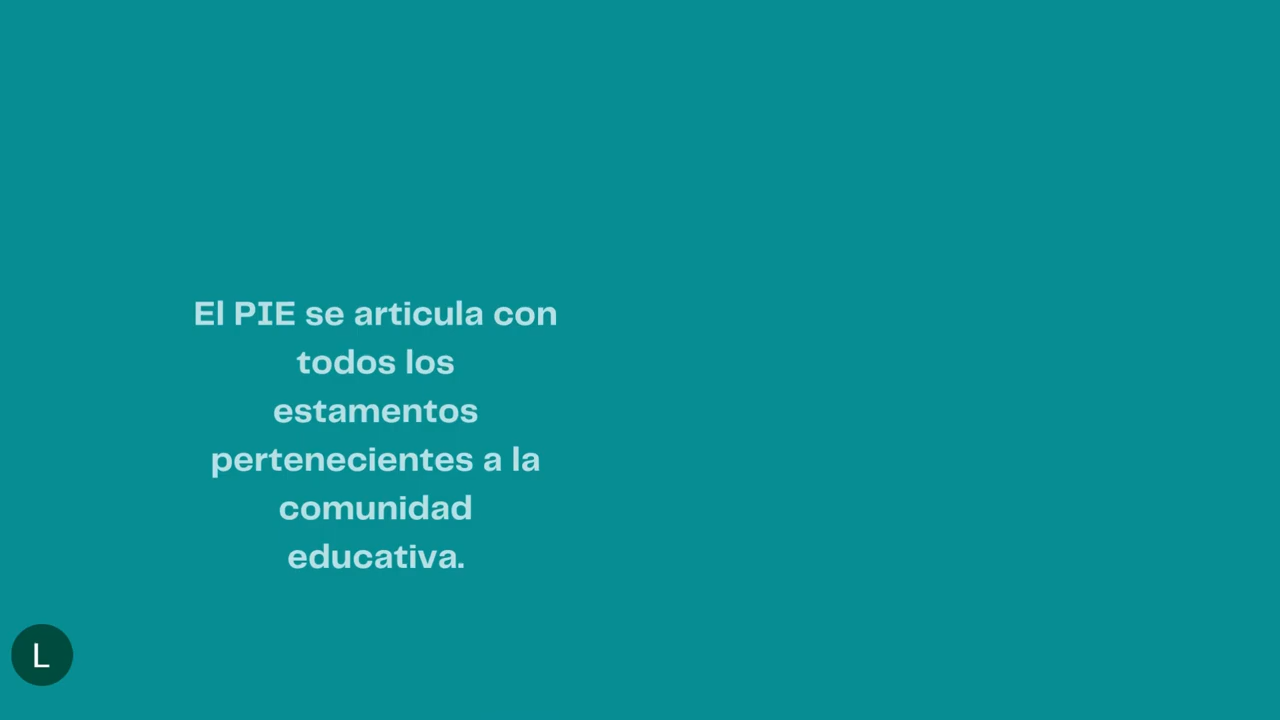 El PIE se articula con
todos los
estamentos
pertenecientes a la
comunidad
educativa.
L